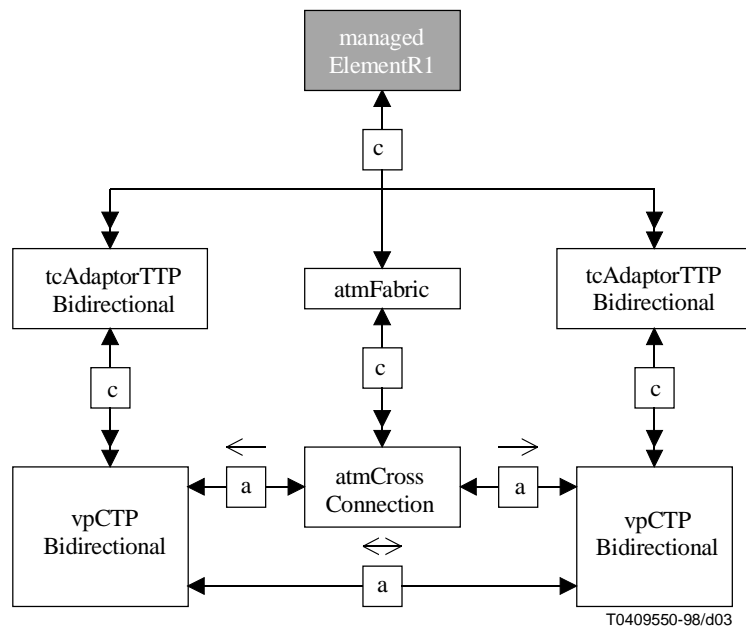 managed
ElementR1
c
tcAdaptorTTP
Bidirectional
atmFabric
tcAdaptorTTP
Bidirectional
c
c
c
vpCTP
Bidirectional
a
atmCross
Connection
a
vpCTP
Bidirectional
a
T0409550-98/d03